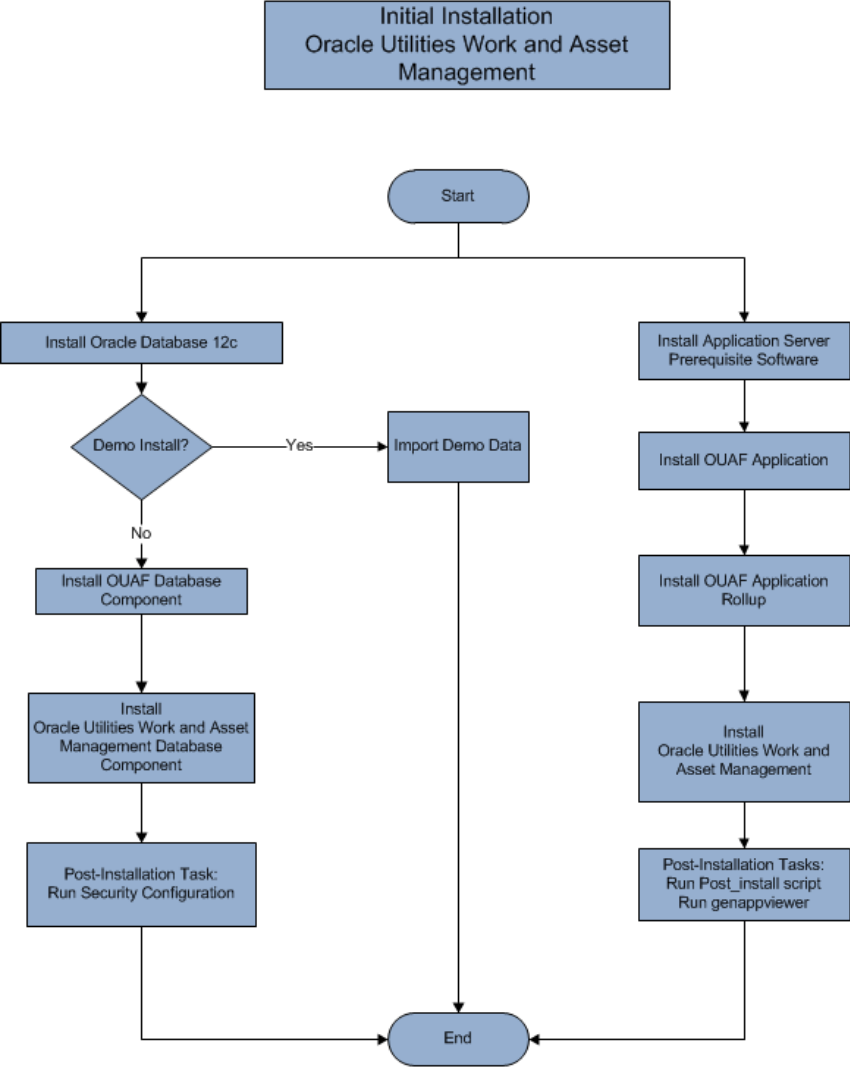 Initial Installation
Oracle Utilities Work and Asset
Management
Start
Install Oracle Database 12c
Install Application Server
Prerequisite Software
Demo Install?
Yes
Import Demo Data
Install OUAF Application
No
Install OUAF Database
Component
Install OUAF Application
Rollup
Install
Oracle Utilities Work and Asset
Management Database
Component
Install
Oracle Utilities Work and
Asset Management
Post-Installation Task:
Run Security Configuration
Post-Installation Tasks:
Run Post_install script
Run genappviewer
End